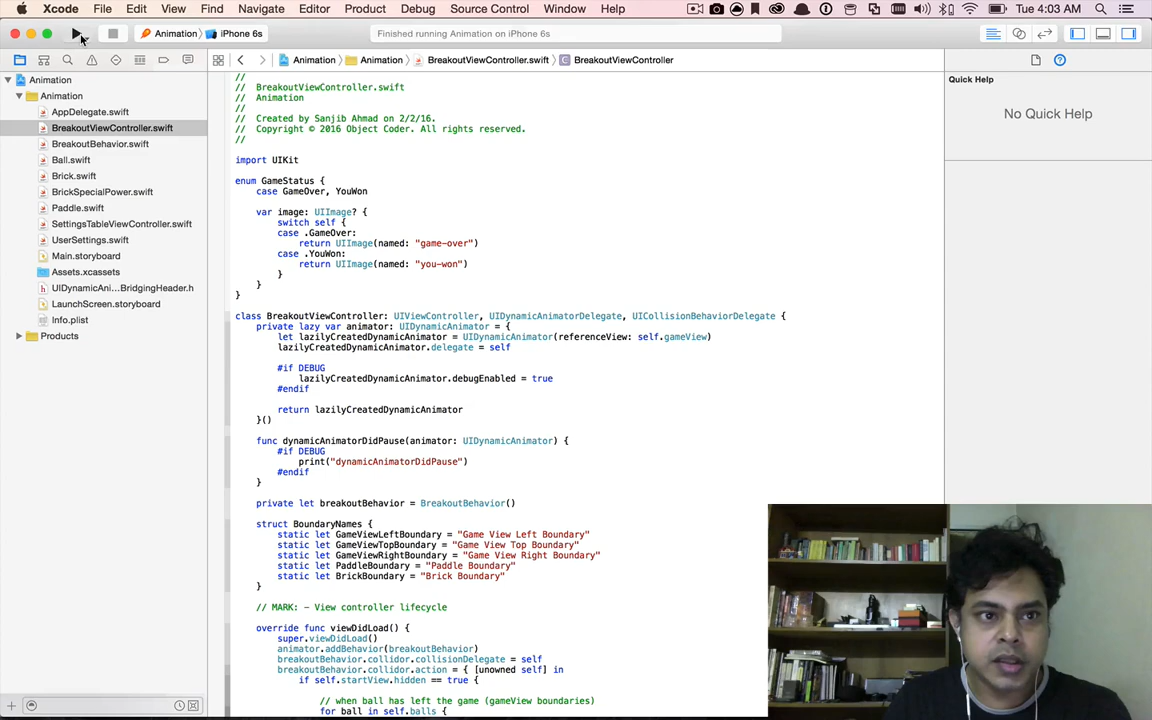 Xcode File Edit View Find Navigate Editor Product Debug Source Control Window Help Tue 4:03 AM
Animation iPhone 6s Finished running Animation on iPhone 6s
Animation Animation BreakoutViewController.swift BreakoutViewController
Animation
Animation
AppDelegate.swift
BreakoutViewController.swift
BreakoutBehavior.swift
Ball.swift
Brick.swift
BrickSpecialPower.swift
Paddle.swift
SettingsTableViewController.swift
UserSettings.swift
Main.storyboard
Assets.xcassets
UIDynamicAni...BridgingHeader.h
LaunchScreen.storyboard
Info.plist
Products
//
// BreakoutViewController.swift
// Animation
//
// Created by Sanjib Ahmad on 2/2/16.
// Copyright © 2016 Object Coder. All rights reserved.
//
import UIKit
enum GameStatus {
case GameOver, YouWon
var image: UIImage? {
switch self {
case .GameOver:
return UIImage(named: "game-over")
case .YouWon:
return UIImage(named: "you-won")
}
}
}
class BreakoutViewController: UIViewController, UIDynamicAnimatorDelegate, UICollisionBehaviorDelegate {
private lazy var animator: UIDynamicAnimator = {
let lazilyCreatedDynamicAnimator = UIDynamicAnimator(referenceView: self.gameView)
lazilyCreatedDynamicAnimator.delegate = self
#if DEBUG
lazilyCreatedDynamicAnimator.debugEnabled = true
#endif
return lazilyCreatedDynamicAnimator
}()
func dynamicAnimatorDidPause(animator: UIDynamicAnimator) {
#if DEBUG
print("dynamicAnimatorDidPause")
#endif
}
private let breakoutBehavior = BreakoutBehavior()
struct BoundaryNames {
static let GameViewLeftBoundary = "Game View Left Boundary"
static let GameViewTopBoundary = "Game View Top Boundary"
static let GameViewRightBoundary = "Game View Right Boundary"
static let PaddleBoundary = "Paddle Boundary"
static let BrickBoundary = "Brick Boundary"
}
// MARK: - View controller lifecycle
override func viewDidLoad() {
super.viewDidLoad()
animator.addBehavior(breakoutBehavior)
breakoutBehavior.collidor.collisionDelegate = self
breakoutBehavior.collidor.action = { [unowned self] in
if self.startView.hidden == true {
// when ball has left the game (gameView boundaries)
for ball in self.balls {
Quick Help
No Quick Help